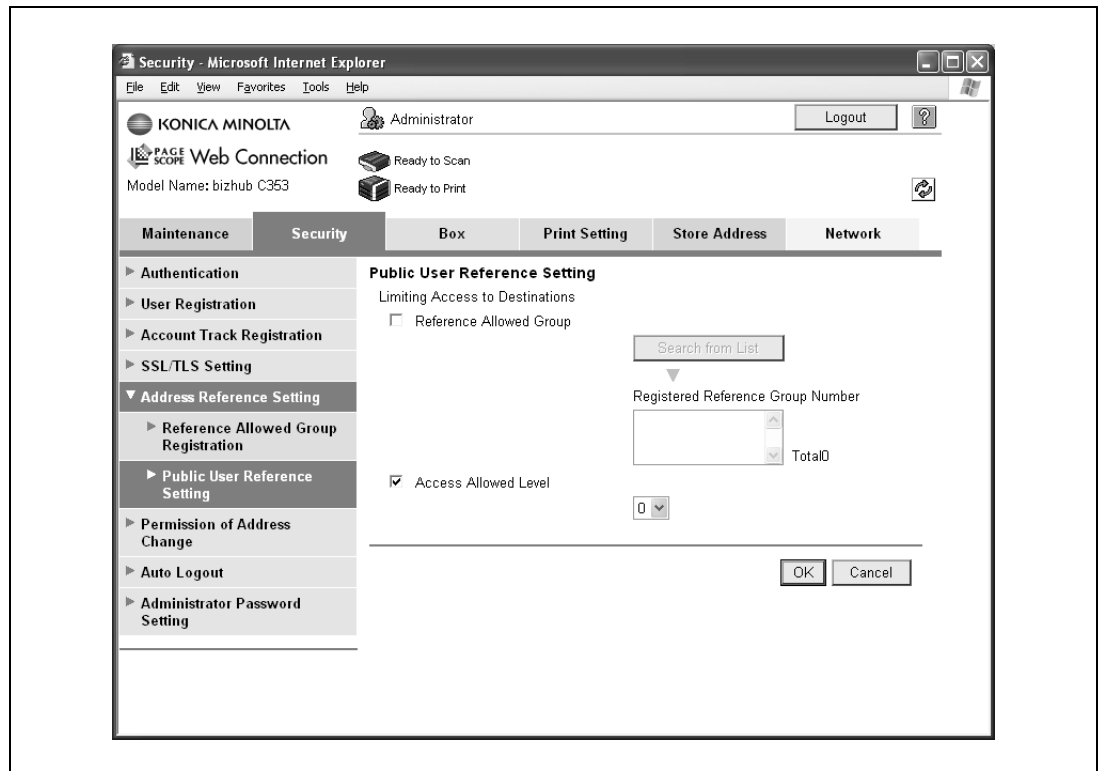 Security - Microsoft Internet Explorer
File Edit View Favorites Tools Help
KONICA MINOLTA
Administrator
Logout
?
PAGE SCOPE Web Connection
Ready to Scan
Model Name: bizhub C353
Ready to Print
Maintenance Security Box Print Setting Store Address Network
Authentication
User Registration
Account Track Registration
SSL/TLS Setting
Address Reference Setting
Reference Allowed Group
Registration
Public User Reference
Setting
Permission of Address
Change
Auto Logout
Administrator Password
Setting
Public User Reference Setting
Limiting Access to Destinations
Reference Allowed Group
Search from List
Registered Reference Group Number
Total0
Access Allowed Level
0
OK Cancel